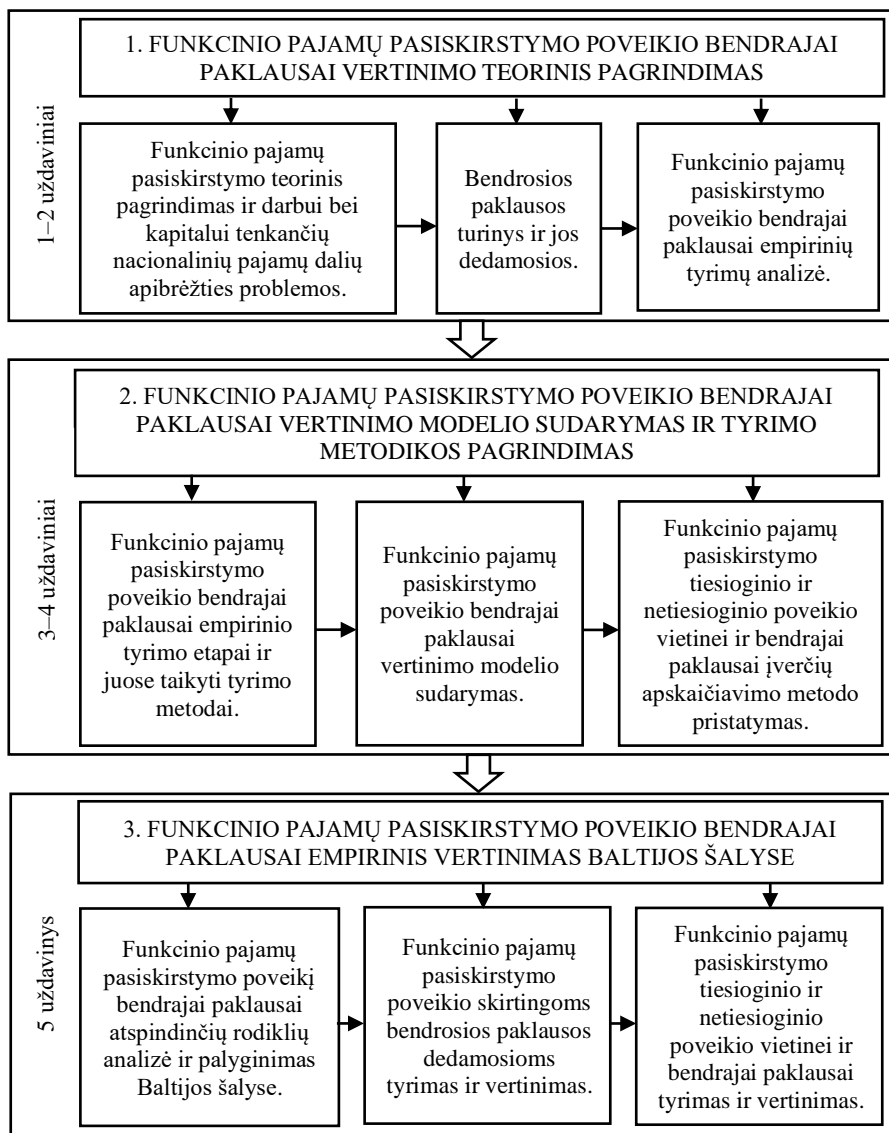 1–2 uždaviniai
1. FUNKCINIO PAJAMŲ PASISKIRSTYMO POVEIKIO BENDRAJAI
PAKLAUSAI VERTINIMO TEORINIS PAGRINDIMAS
Funkcinio pajamų
pasiskirstymo teorinis
pagrindimas ir darbui bei
kapitalui tenkančių
nacionalinių pajamų dalių
apibrėžties problemos.
Bendrosios
paklausos
turinys ir jos
dedamosios.
Funkcinio pajamų
pasiskirstymo
poveikio bendrajai
paklausai empirinių
tyrimų analizė.
3–4 uždaviniai
2. FUNKCINIO PAJAMŲ PASISKIRSTYMO POVEIKIO BENDRAJAI
PAKLAUSAI VERTINIMO MODELIO SUDARYMAS IR TYRIMO
METODIKOS PAGRINDIMAS
Funkcinio pajamų
pasiskirstymo
poveikio bendrajai
paklausai empirinio
tyrimo etapai ir
juose taikyti tyrimo
metodai.
Funkcinio pajamų
pasiskirstymo
poveikio bendrajai
paklausai
vertinimo modelio
sudarymas.
Funkcinio pajamų
pasiskirstymo
tiesioginio ir
netiesioginio poveikio
vietinei ir bendrajai
paklausai įverčių
apskaičiavimo metodo
pristatymas.
5 uždavinys
3. FUNKCINIO PAJAMŲ PASISKIRSTYMO POVEIKIO BENDRAJAI
PAKLAUSAI EMPIRINIS VERTINIMAS BALTIJOS ŠALYSE
Funkcinio pajamų
pasiskirstymo poveikį
bendrajai paklausai
atspindinčių rodiklių
analizė ir palyginimas
Baltijos šalyse.
Funkcinio pajamų
pasiskirstymo
poveikio skirtingoms
bendrosios paklausos
dedamosioms
tyrimas ir vertinimas.
Funkcinio pajamų
pasiskirstymo
tiesioginio ir
netiesioginio
poveikio vietinei ir
bendrajai paklausai
tyrimas ir vertinimas.